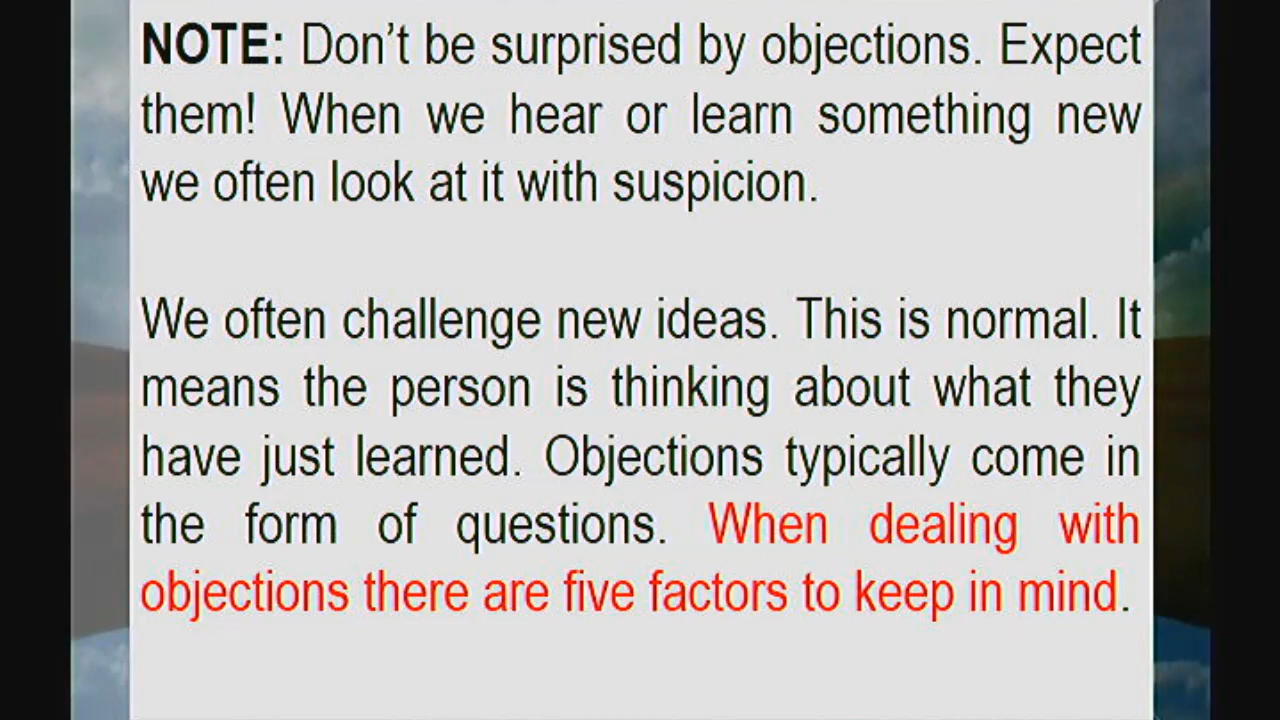 NOTE: Don't be surprised by objections. Expect
them! When we hear or learn something new
we often look at it with suspicion.
We often challenge new ideas. This is normal. It
means the person is thinking about what they
have just learned. Objections typically come in
the form of questions. When dealing with
objections there are five factors to keep in mind.